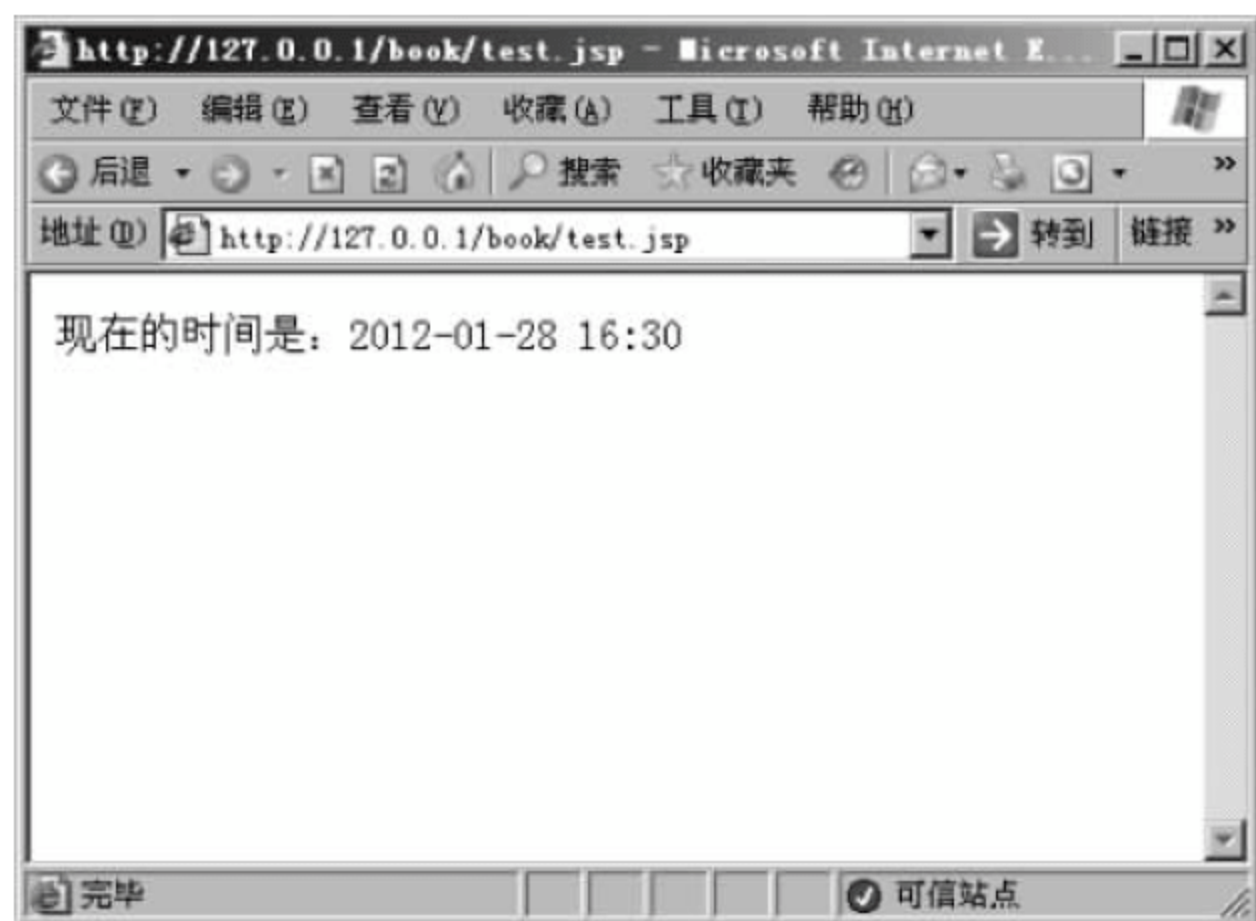 http://127.0.0.1/book/test.jsp - Microsoft Internet E...
文件(F) 编辑(E) 查看(V) 收藏(A) 工具(T) 帮助(H)
后退 搜索 收藏夹 »
地址(D) http://127.0.0.1/book/test.jsp 转到 链接 »
现在的时间是：2012-01-28 16:30
完毕 可信站点